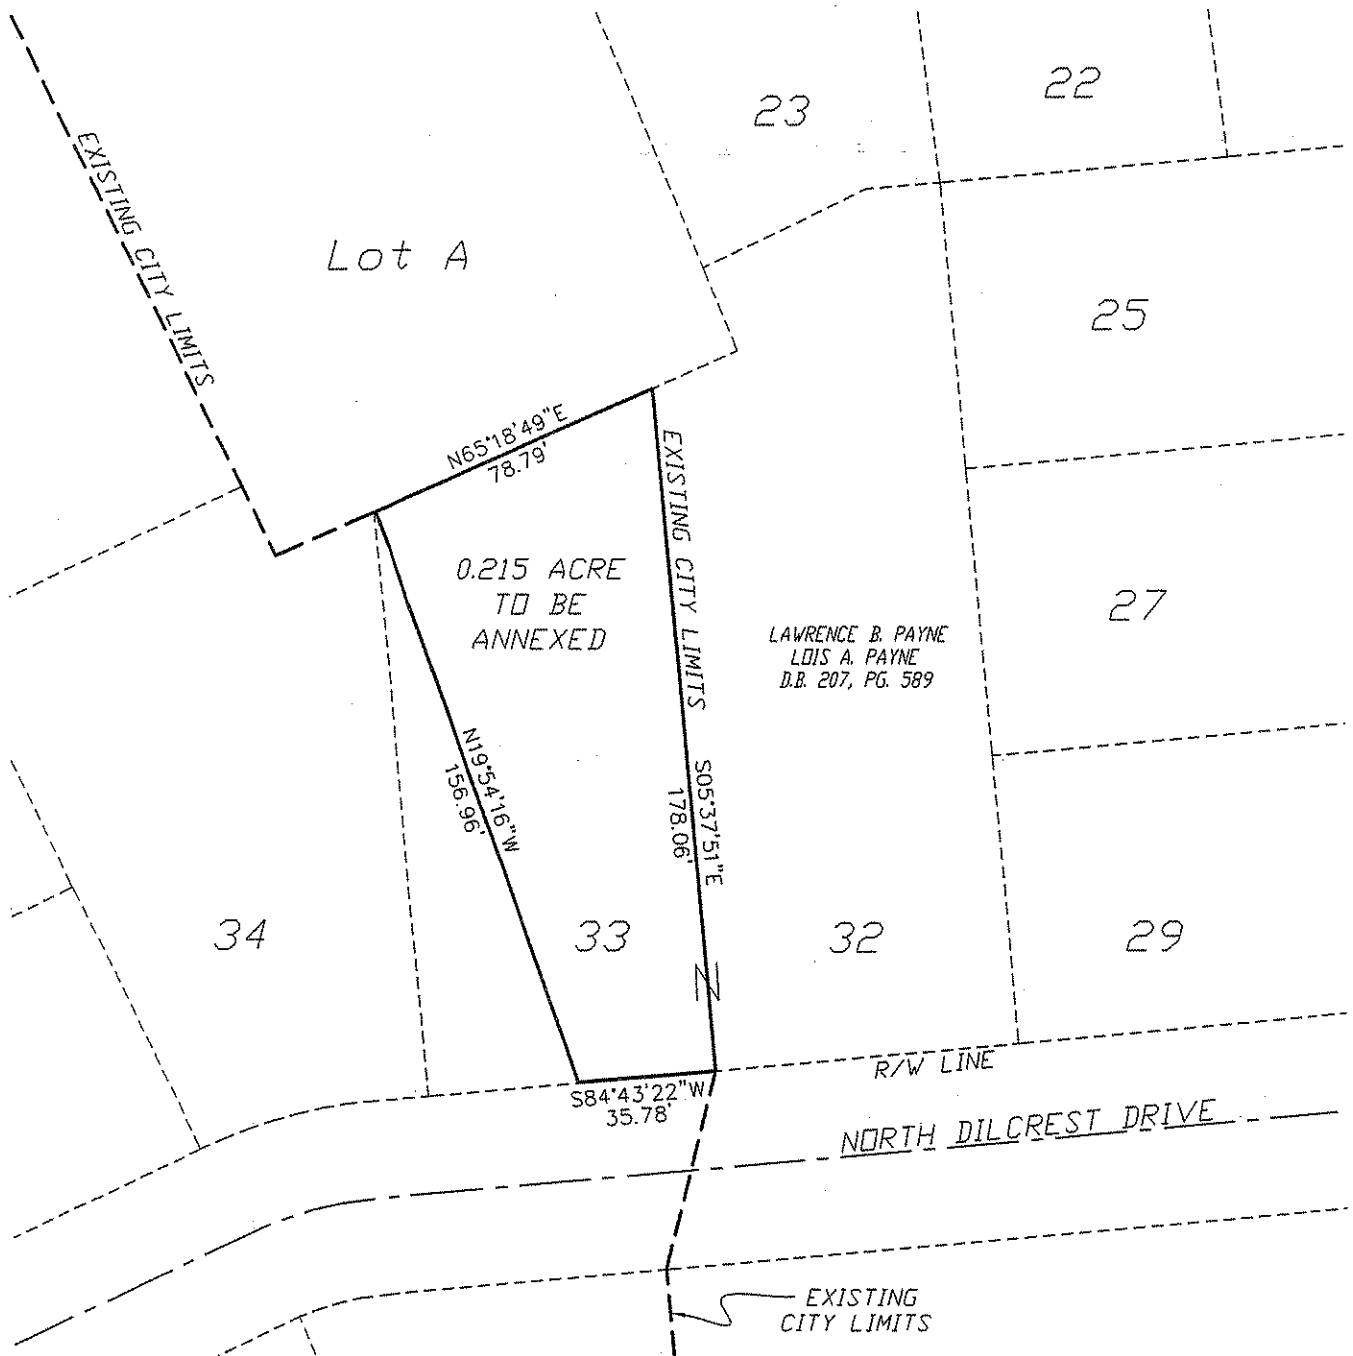 22
23
EXISTING CITY LIMITS
Lot A
25
N65°18'49"E
78.79'
EXISTING CITY LIMITS
0.215 ACRE
TO BE
ANNEXED
27
LAWRENCE B. PAYNE
LOIS A. PAYNE
D.B. 207, PG. 589
N19°54'16"W
156.96'
S05°37'51"E
178.06'
34
33
32
29
R/W LINE
S84°43'22"W
35.78'
NORTH DILCREST DRIVE
EXISTING
CITY LIMITS